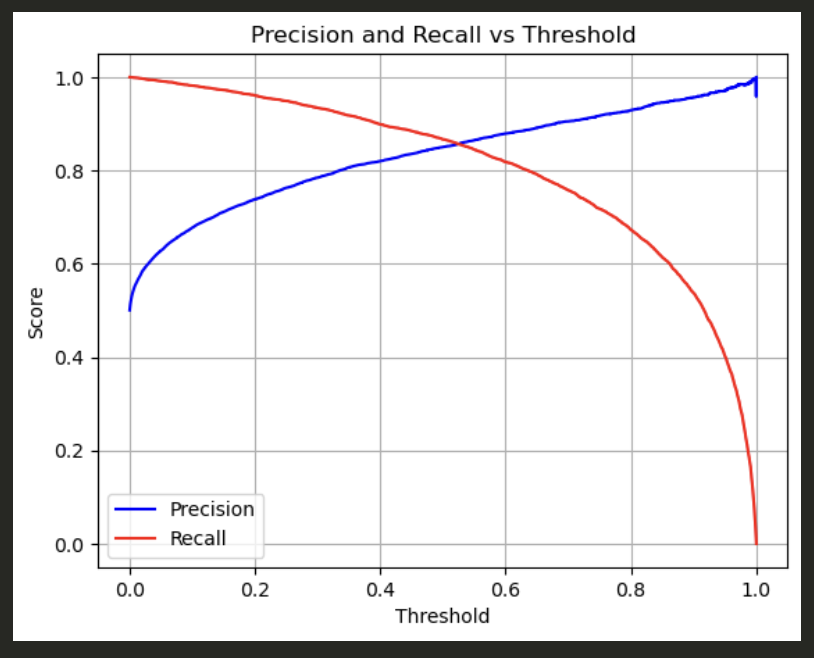 Precision and Recall vs Threshold
1.0
0.8
0.6
0.4
0.2
0.0
Score
Precision
Recall
0.0 0.2 0.4 0.6 0.8 1.0
Threshold